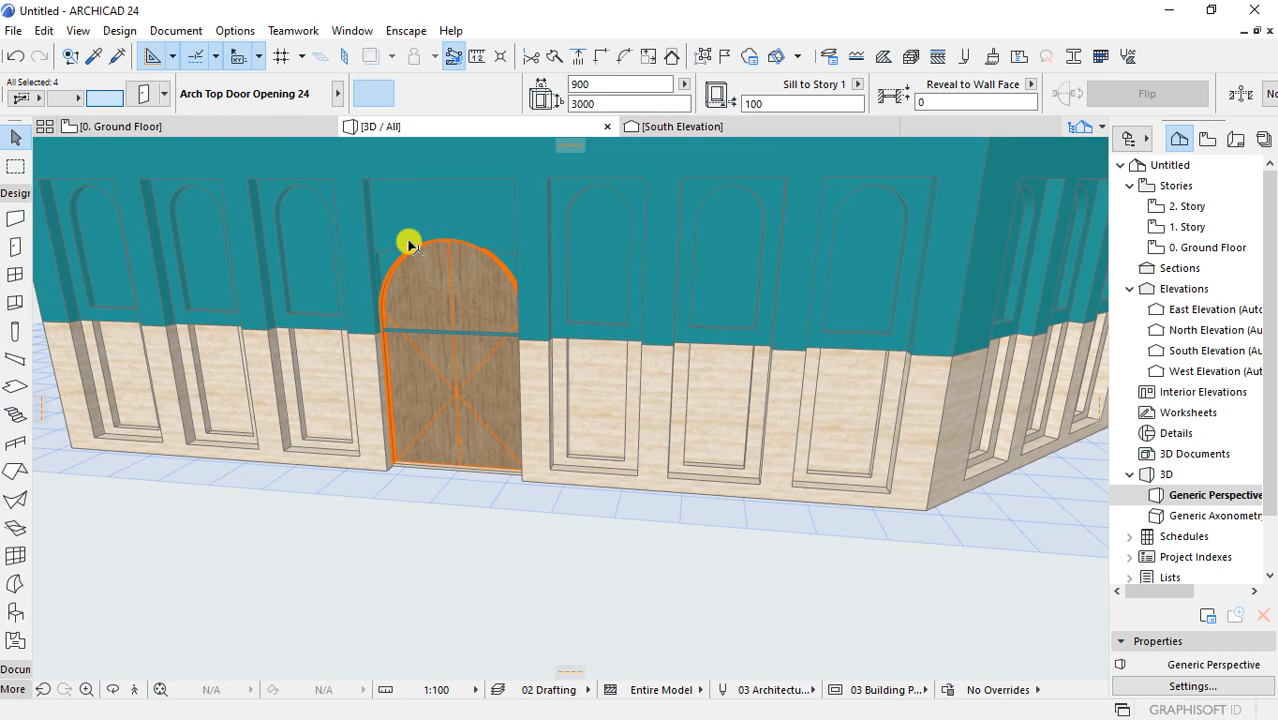 Untitled - ARCHICAD 24
File Edit View Design Document Options Teamwork Window Enscape Help
All Selected: 4
Arch Top Door Opening 24
900
3000
Sill to Story 1
100
Reveal to Wall Face
0
Flip
No
[0. Ground Floor]
[3D / All]
[South Elevation]
Design
Docun
More
Untitled
Stories
2. Story
1. Story
0. Ground Floor
Sections
Elevations
East Elevation (Auto
North Elevation (Au
South Elevation (Au
West Elevation (Aut
Interior Elevations
Worksheets
Details
3D Documents
3D
Generic Perspective
Generic Axonometr
Schedules
Project Indexes
Lists
Properties
Generic Perspective
Settings...
N/A
N/A
1:100
02 Drafting
Entire Model
03 Architectu...
03 Building P...
No Overrides
GRAPHISOFT ID